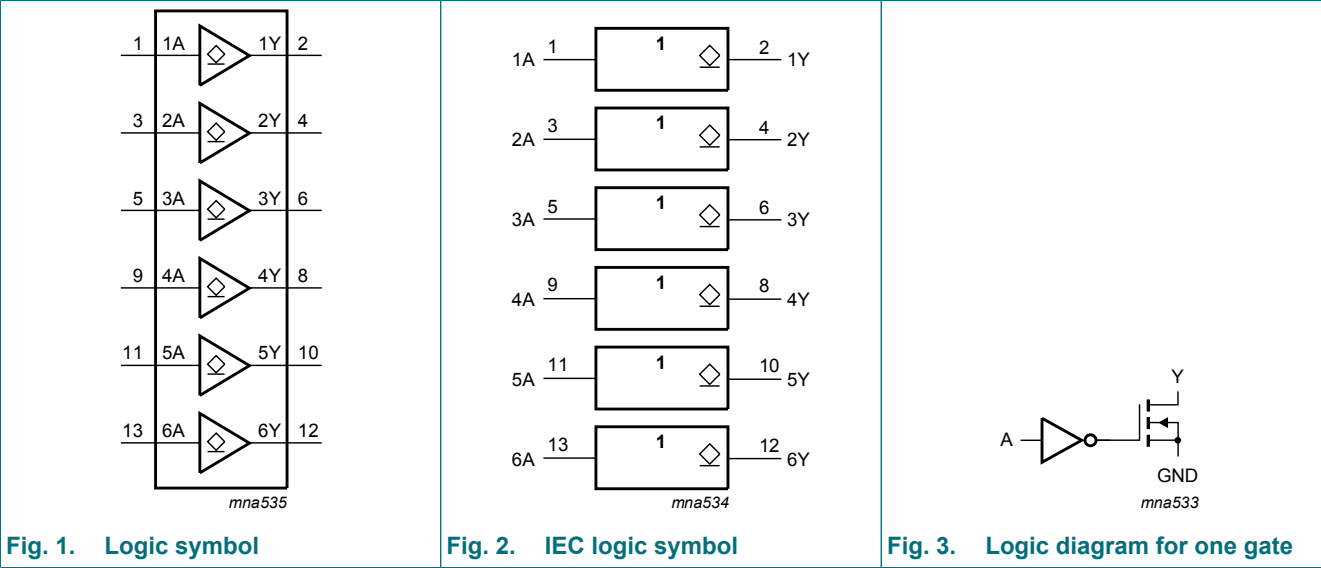 1 1A 1Y 2
3 2A 2Y 4
5 3A 3Y 6
9 4A 4Y 8
11 5A 5Y 10
13 6A 6Y 12
mna535
Fig. 1. Logic symbol
1A 1 1 2 1Y
2A 3 1 4 2Y
3A 5 1 6 3Y
4A 9 1 8 4Y
5A 11 1 10 5Y
6A 13 1 12 6Y
mna534
Fig. 2. IEC logic symbol
Y
A
GND
mna533
Fig. 3. Logic diagram for one gate